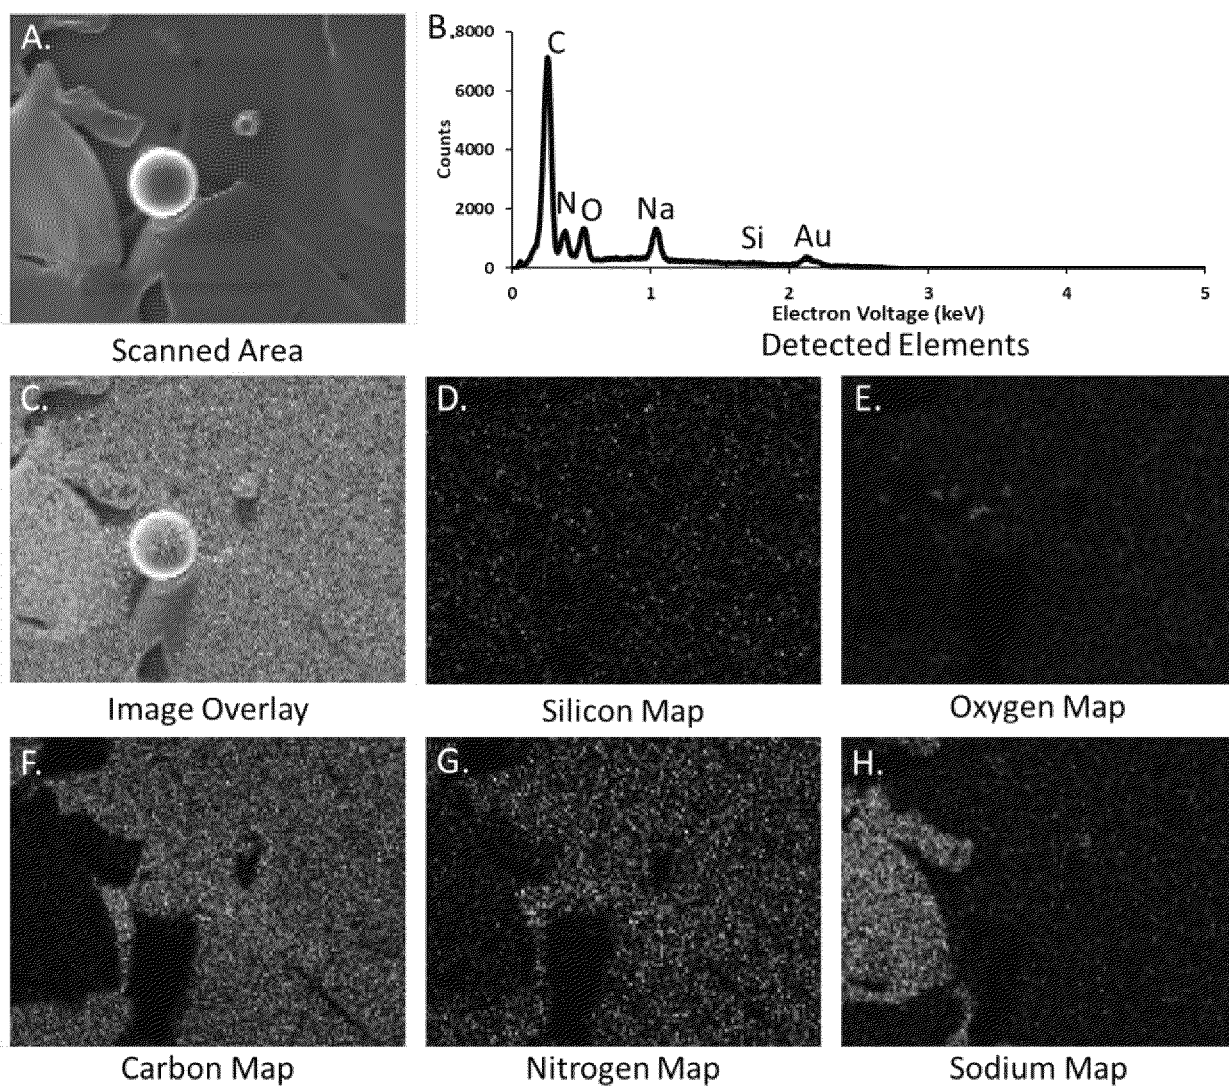 A.
B.
8000
6000
4000
2000
0
Counts
C
N
O
Na
Si
Au
0
1
2
3
4
5
Electron Voltage (keV)
Scanned Area
Detected Elements
C.
D.
E.
Image Overlay
Silicon Map
Oxygen Map
F.
G.
H.
Carbon Map
Nitrogen Map
Sodium Map